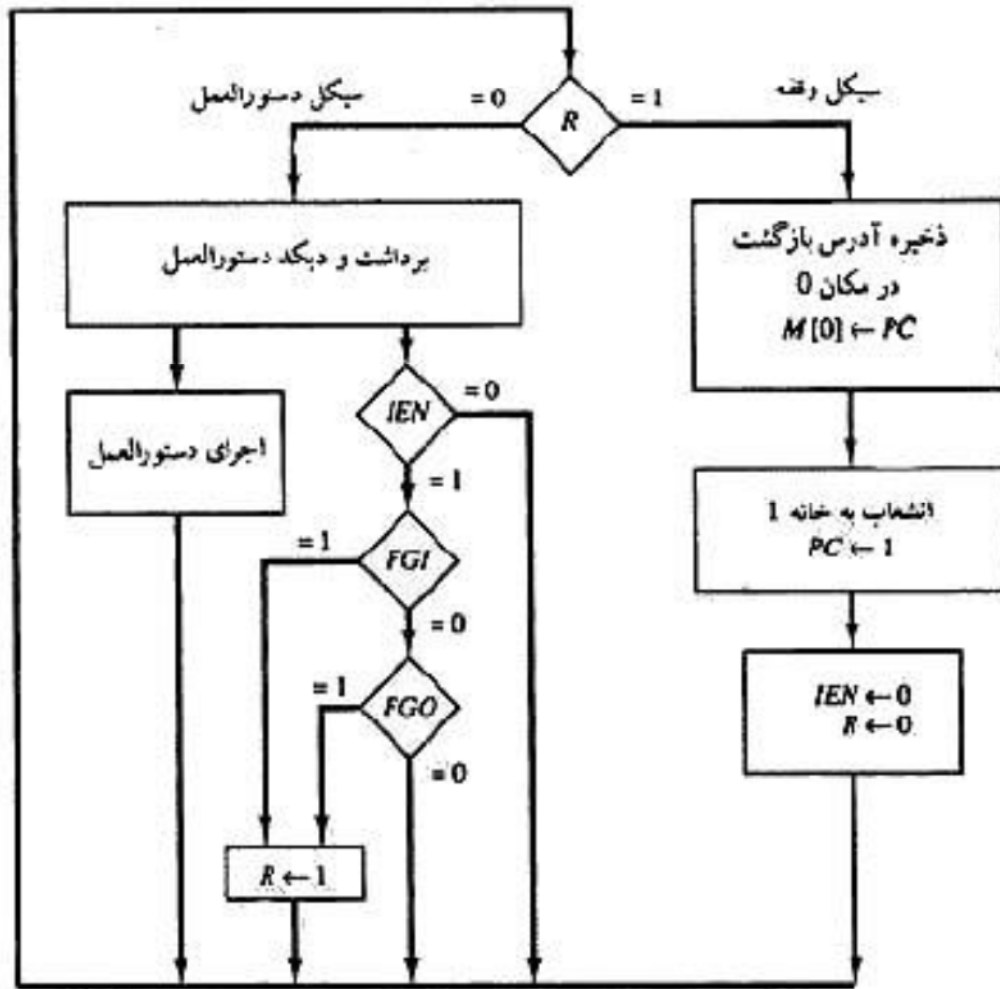 R
= 0
= 1
سیکل دستورالعمل
سیکل وقفه
برداشت و دیکد دستورالعمل
ذخیره آدرس بازگشت
در مکان 0
M [0] ← PC
اجرای دستورالعمل
IEN
= 0
= 1
انشعاب به خانه 1
PC ← 1
FGI
= 1
= 0
FGO
= 1
= 0
IEN ← 0
R ← 0
R ← 1